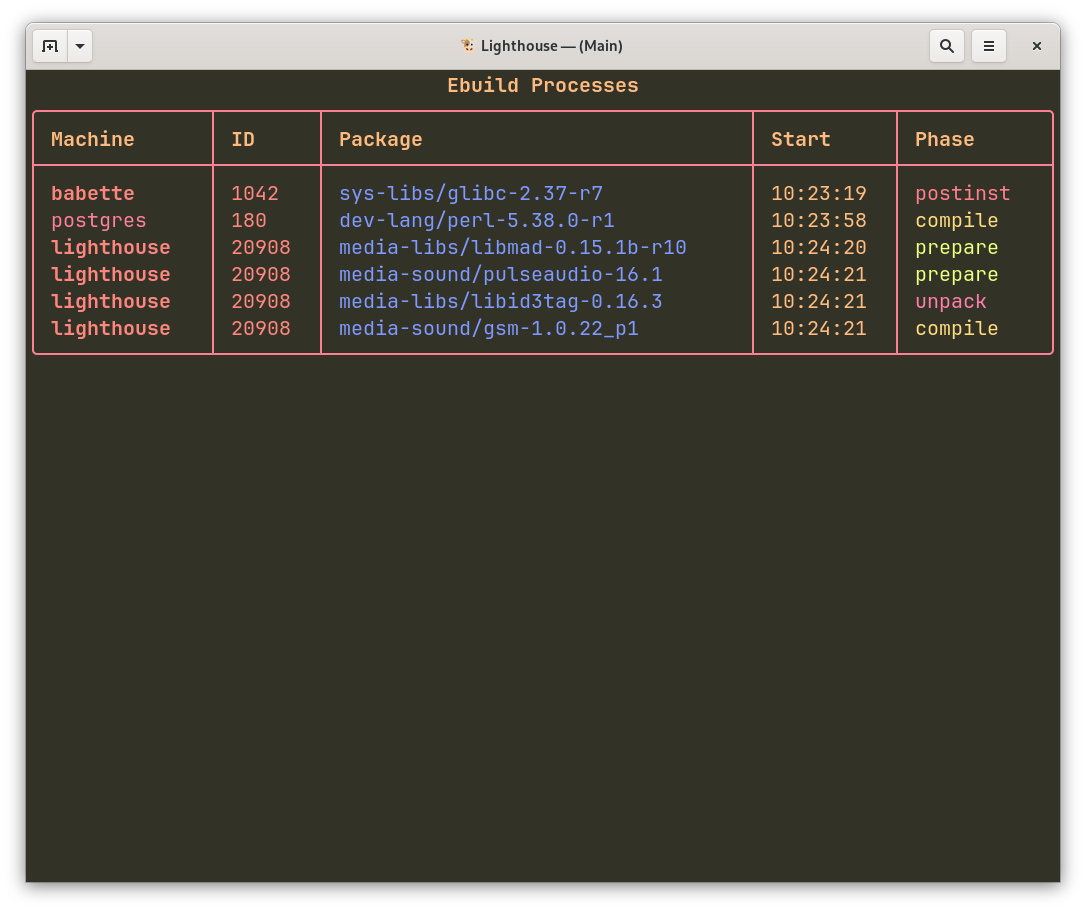 Lighthouse — (Main)
Ebuild Processes
Machine ID Package Start Phase
babette 1042 sys-libs/glibc-2.37-r7 10:23:19 postinst
postgres 180 dev-lang/perl-5.38.0-r1 10:23:58 compile
lighthouse 20908 media-libs/libmad-0.15.1b-r10 10:24:20 prepare
lighthouse 20908 media-sound/pulseaudio-16.1 10:24:21 prepare
lighthouse 20908 media-libs/libid3tag-0.16.3 10:24:21 unpack
lighthouse 20908 media-sound/gsm-1.0.22_p1 10:24:21 compile